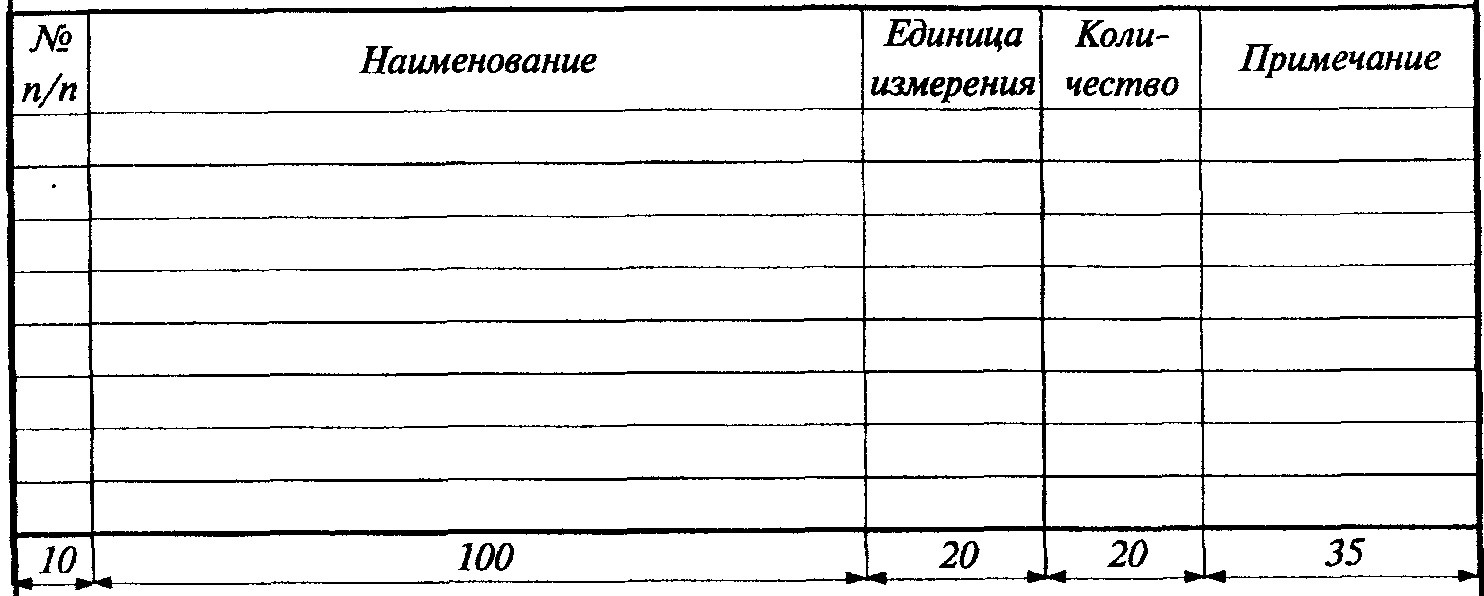 № п/п
Наименование
Единица измерения
Коли-
чество
Примечание
10 100 20 20 35